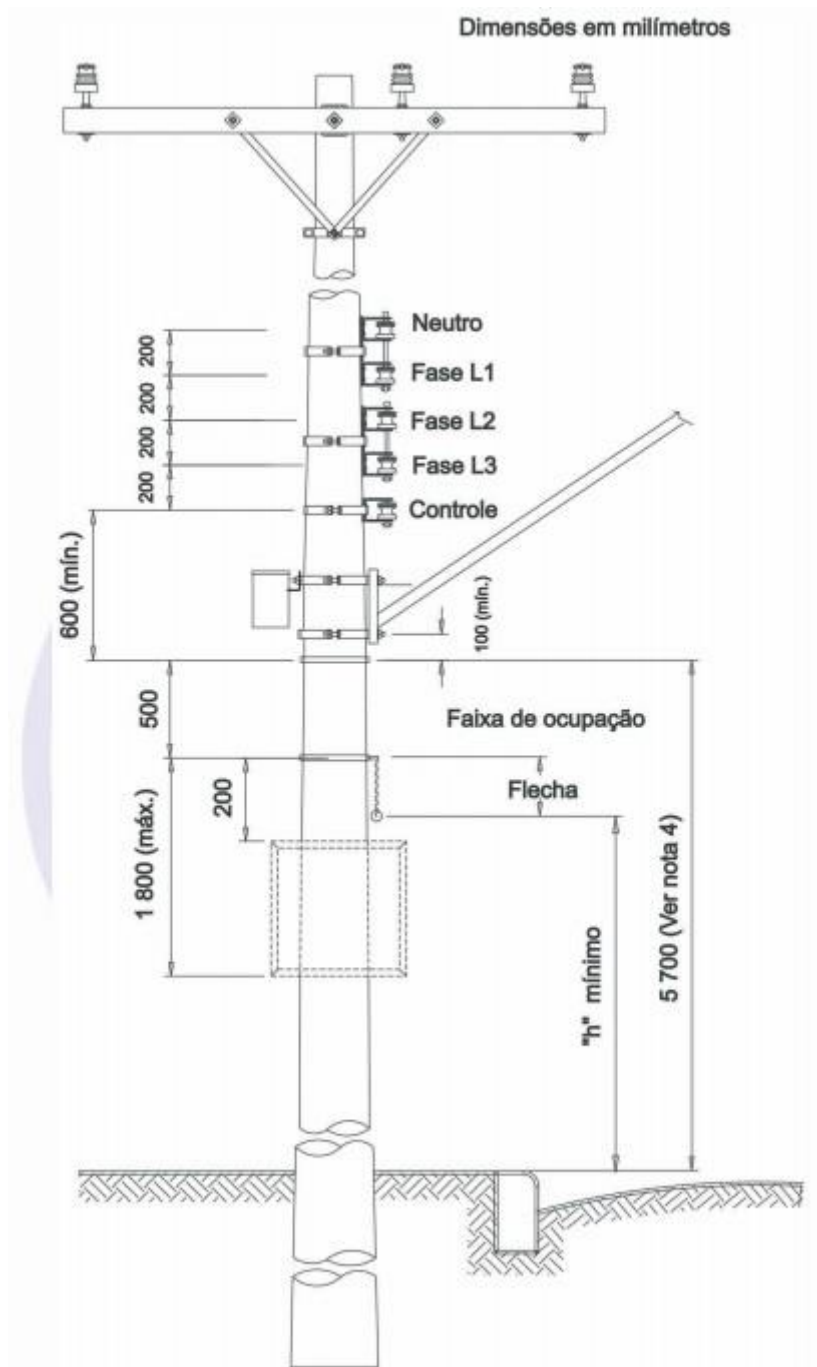 Dimensões em milímetros
Neutro
200
Fase L1
200
Fase L2
200
Fase L3
200
Controle
600 (mín.)
100 (mín.)
500
Faixa de ocupação
Flecha
200
1 800 (máx.)
5 700 (Ver nota 4)
"h" mínimo